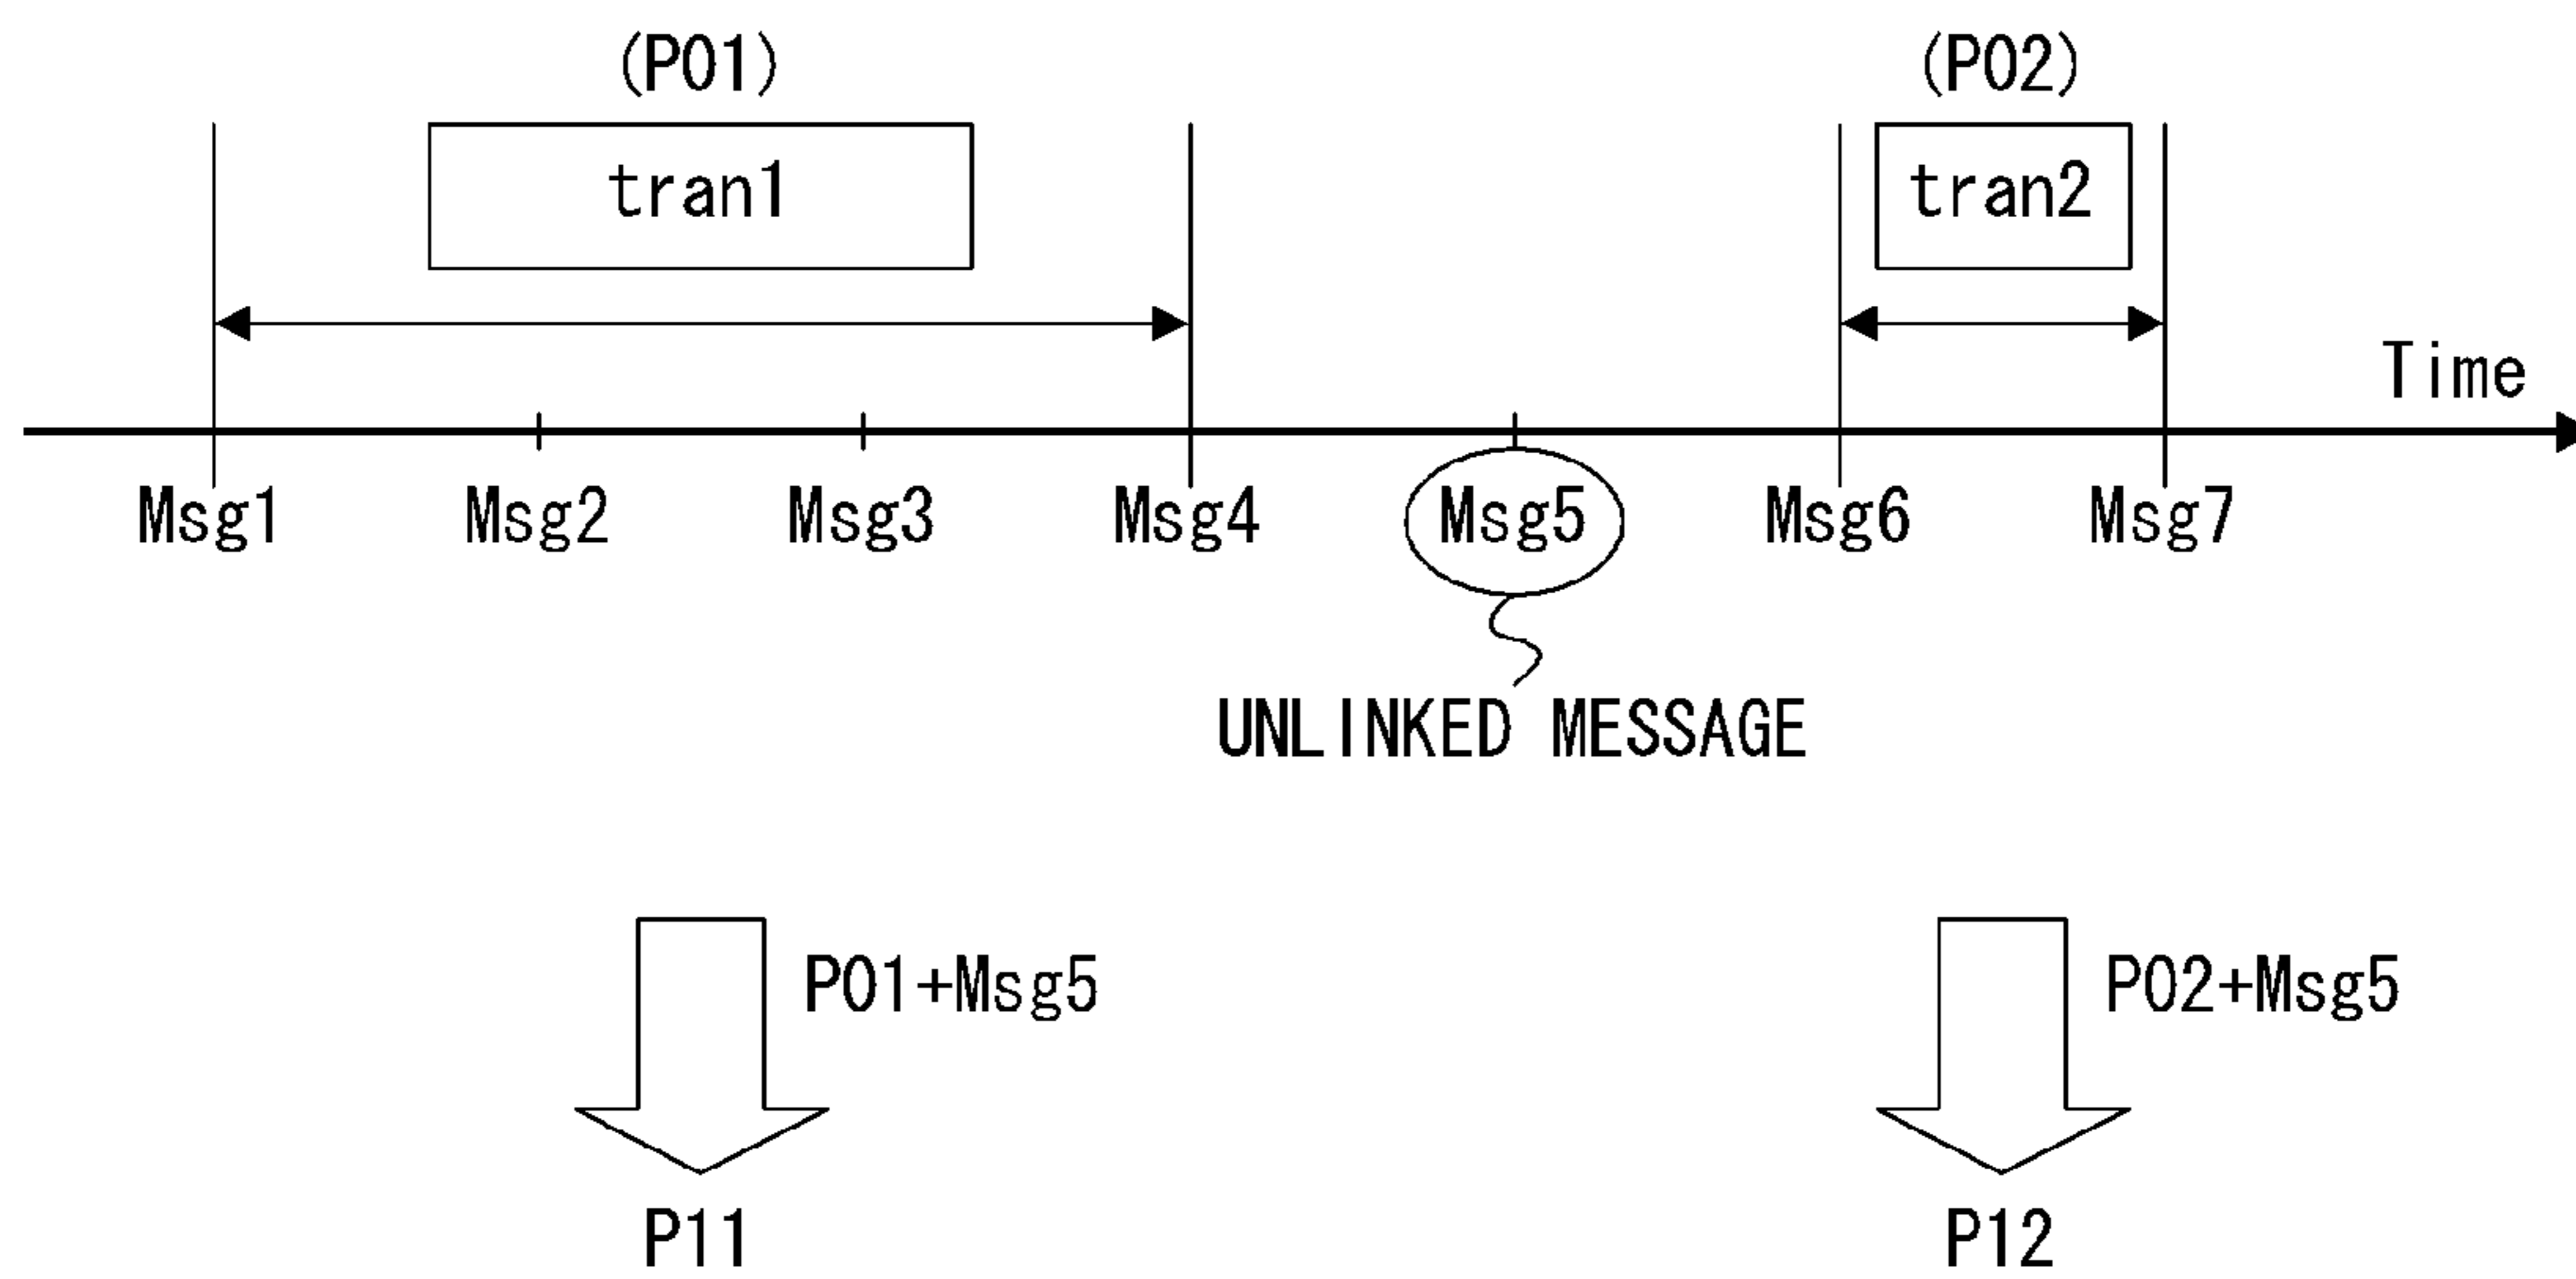 (P01) (P02)
tran1 tran2
Time
Msg1 Msg2 Msg3 Msg4 Msg5 Msg6 Msg7
UNLINKED MESSAGE
P01+Msg5 P02+Msg5
P11 P12